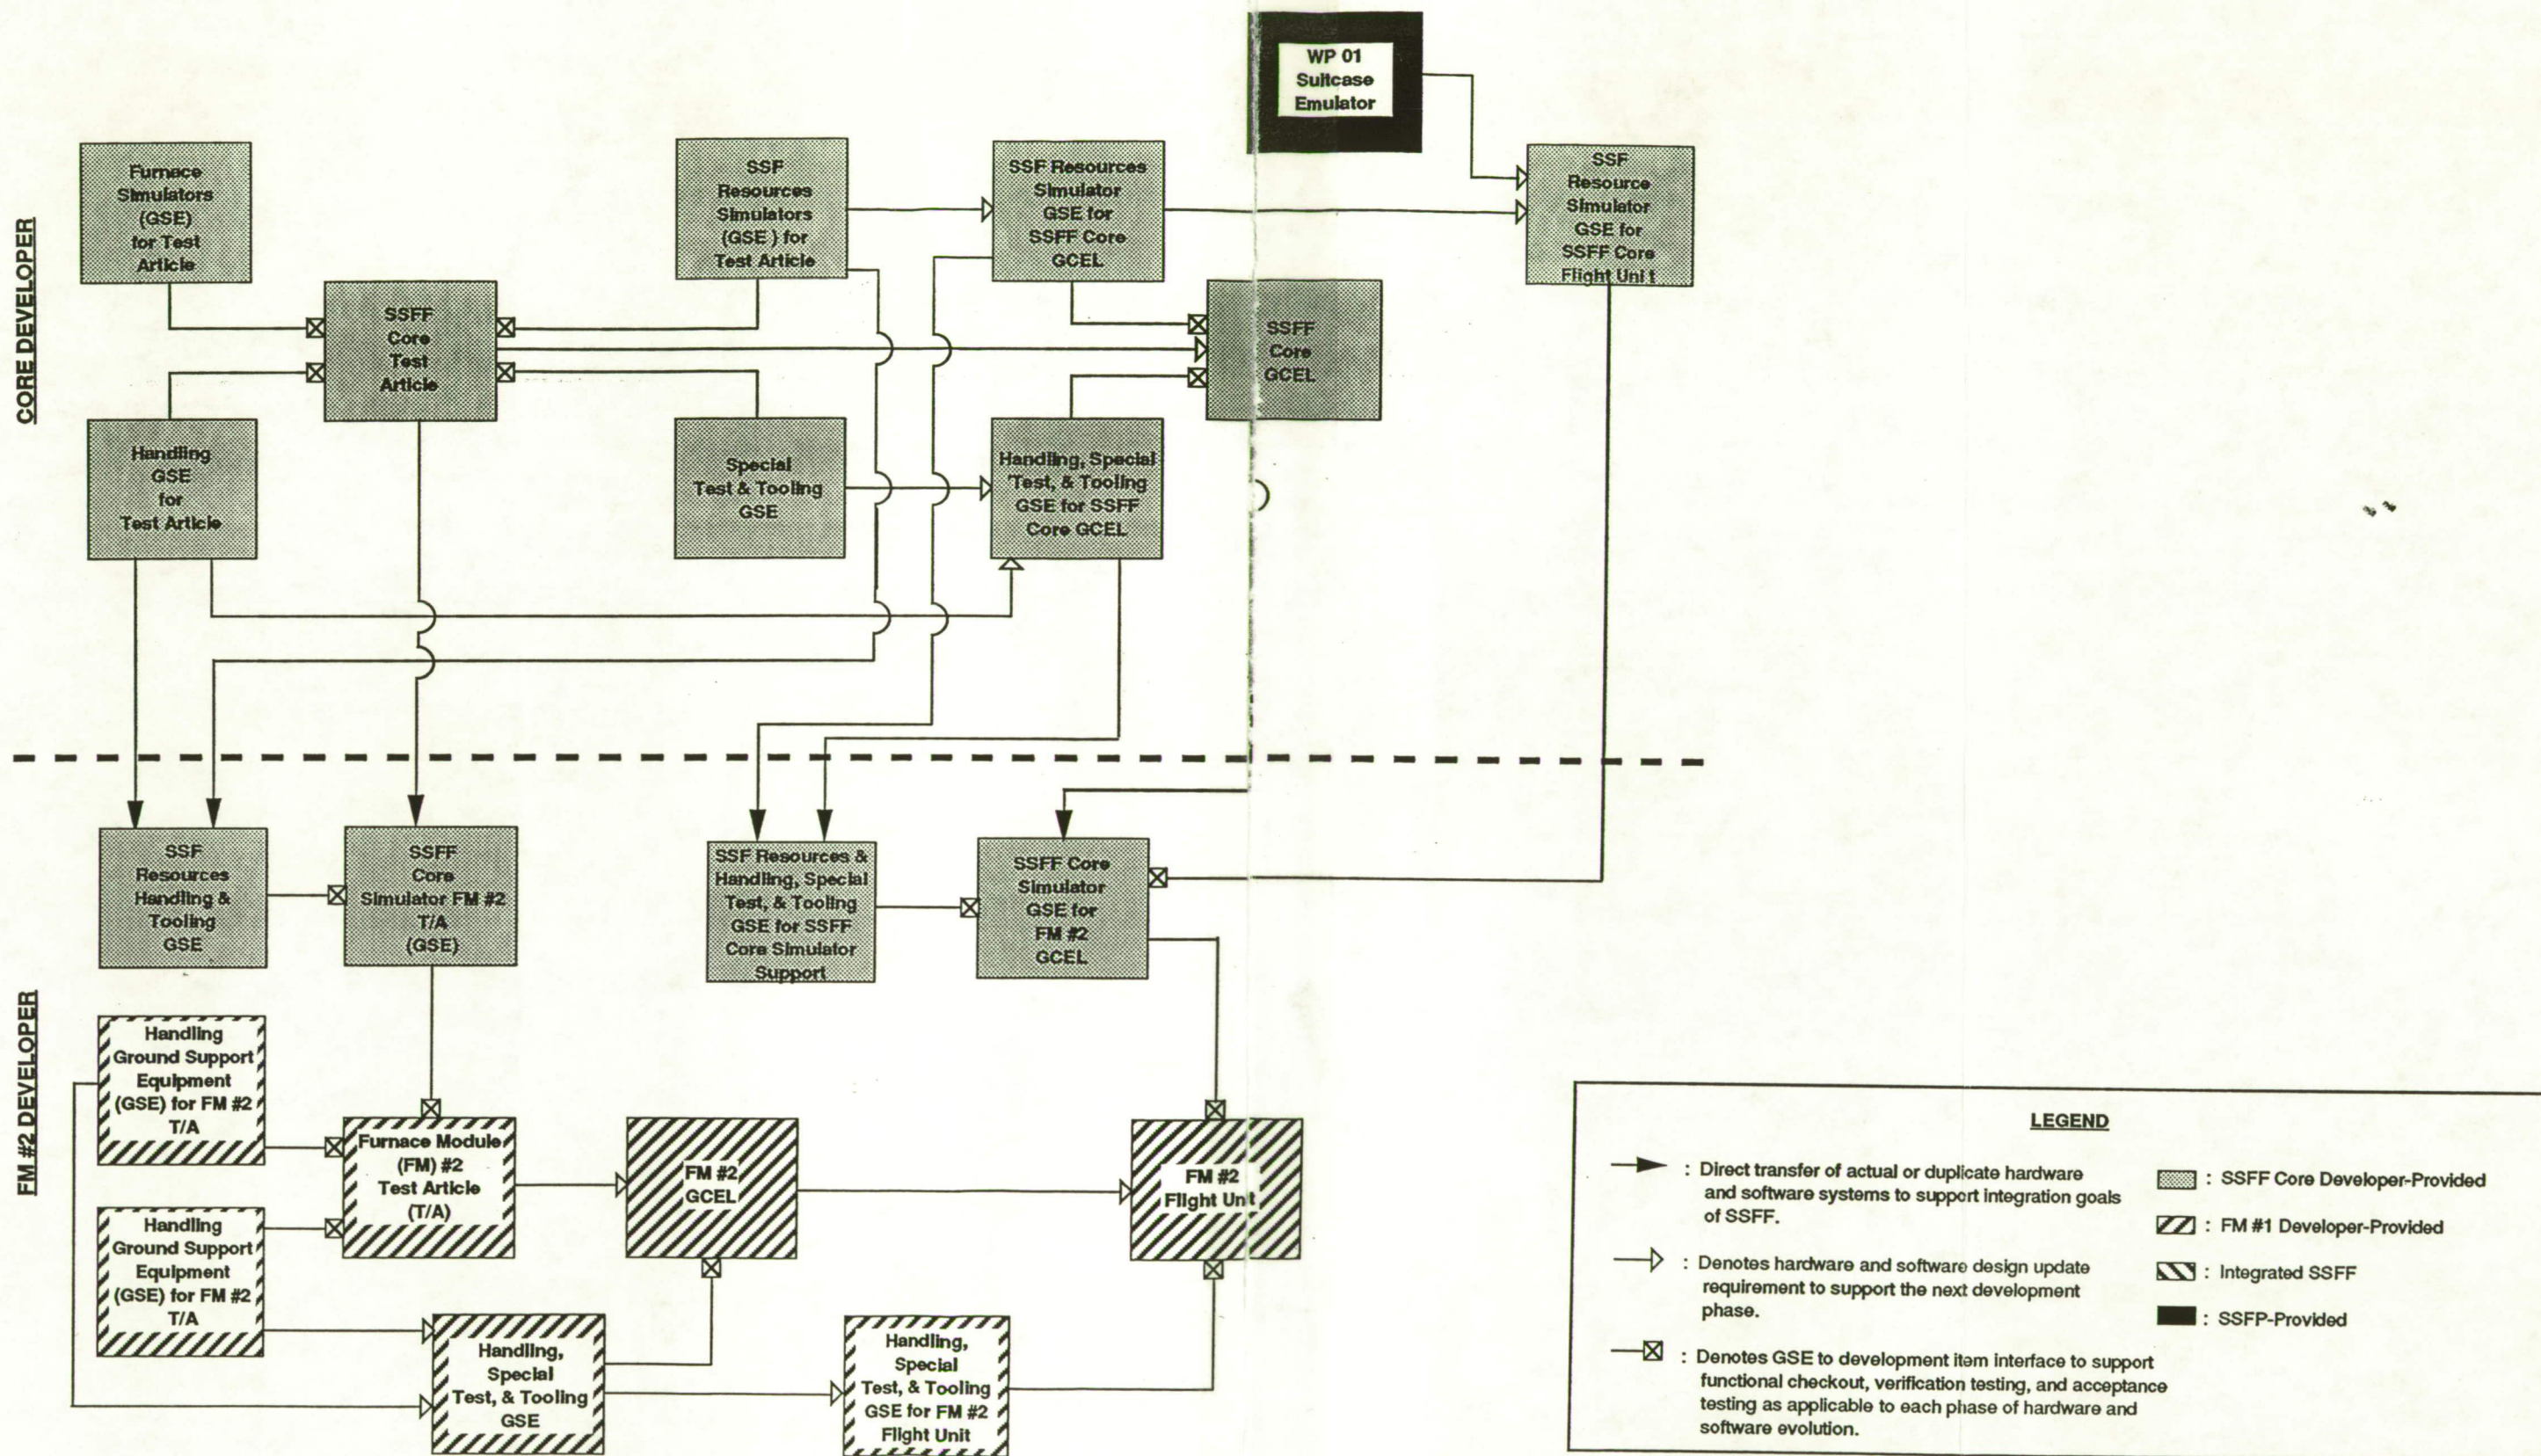 WP 01
Suitcase
Emulator
CORE DEVELOPER
Furnace
Simulators
(GSE)
for Test
Article
SSF
Resources
Simulators
(GSE ) for
Test Article
SSF Resources
Simulator
GSE for
SSFF Core
GCEL
SSF
Resource
Simulator
GSE for
SSFF Core
Flight Unit
SSFF
Core
Test
Article
SSFF
Core
GCEL
Handling
GSE
for
Test Article
Special
Test & Tooling
GSE
Handling, Special
Test, & Tooling
GSE for SSFF
Core GCEL
FM #2 DEVELOPER
SSF
Resources
Handling &
Tooling
GSE
SSFF
Core
Simulator FM #2
T/A
(GSE)
SSF Resources &
Handling, Special
Test, & Tooling
GSE for SSFF
Core Simulator
Support
SSFF Core
Simulator
GSE for
FM #2
GCEL
Handling
Ground Support
Equipment
(GSE) for FM #2
T/A
Furnace Module
(FM) #2
Test Article
(T/A)
FM #2
GCEL
FM #2
Flight Unit
Handling
Ground Support
Equipment
(GSE) for FM #2
T/A
Handling,
Special
Test, & Tooling
GSE
Handling,
Special
Test, & Tooling
GSE for FM #2
Flight Unit
LEGEND
: Direct transfer of actual or duplicate hardware
and software systems to support integration goals
of SSFF.
: Denotes hardware and software design update
requirement to support the next development
phase.
: Denotes GSE to development item interface to support
functional checkout, verification testing, and acceptance
testing as applicable to each phase of hardware and
software evolution.
: SSFF Core Developer-Provided
: FM #1 Developer-Provided
: Integrated SSFF
: SSFP-Provided